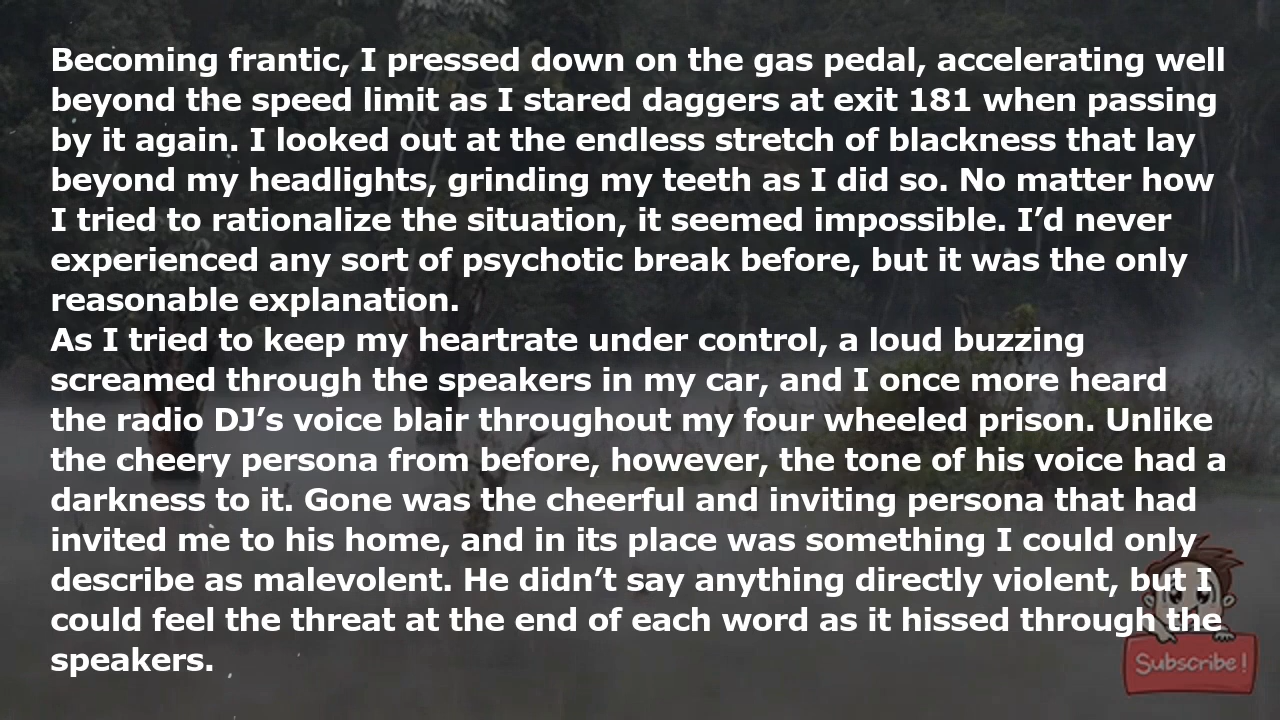 Becoming frantic, I pressed down on the gas pedal, accelerating well
beyond the speed limit as I stared daggers at exit 181 when passing
by it again. I looked out at the endless stretch of blackness that lay
beyond my headlights, grinding my teeth as I did so. No matter how
I tried to rationalize the situation, it seemed impossible. I’d never
experienced any sort of psychotic break before, but it was the only
reasonable explanation.
As I tried to keep my heartrate under control, a loud buzzing
screamed through the speakers in my car, and I once more heard
the radio DJ’s voice blair throughout my four wheeled prison. Unlike
the cheery persona from before, however, the tone of his voice had a
darkness to it. Gone was the cheerful and inviting persona that had
invited me to his home, and in its place was something I could only
describe as malevolent. He didn’t say anything directly violent, but I
could feel the threat at the end of each word as it hissed through the
speakers.
Subscribe!